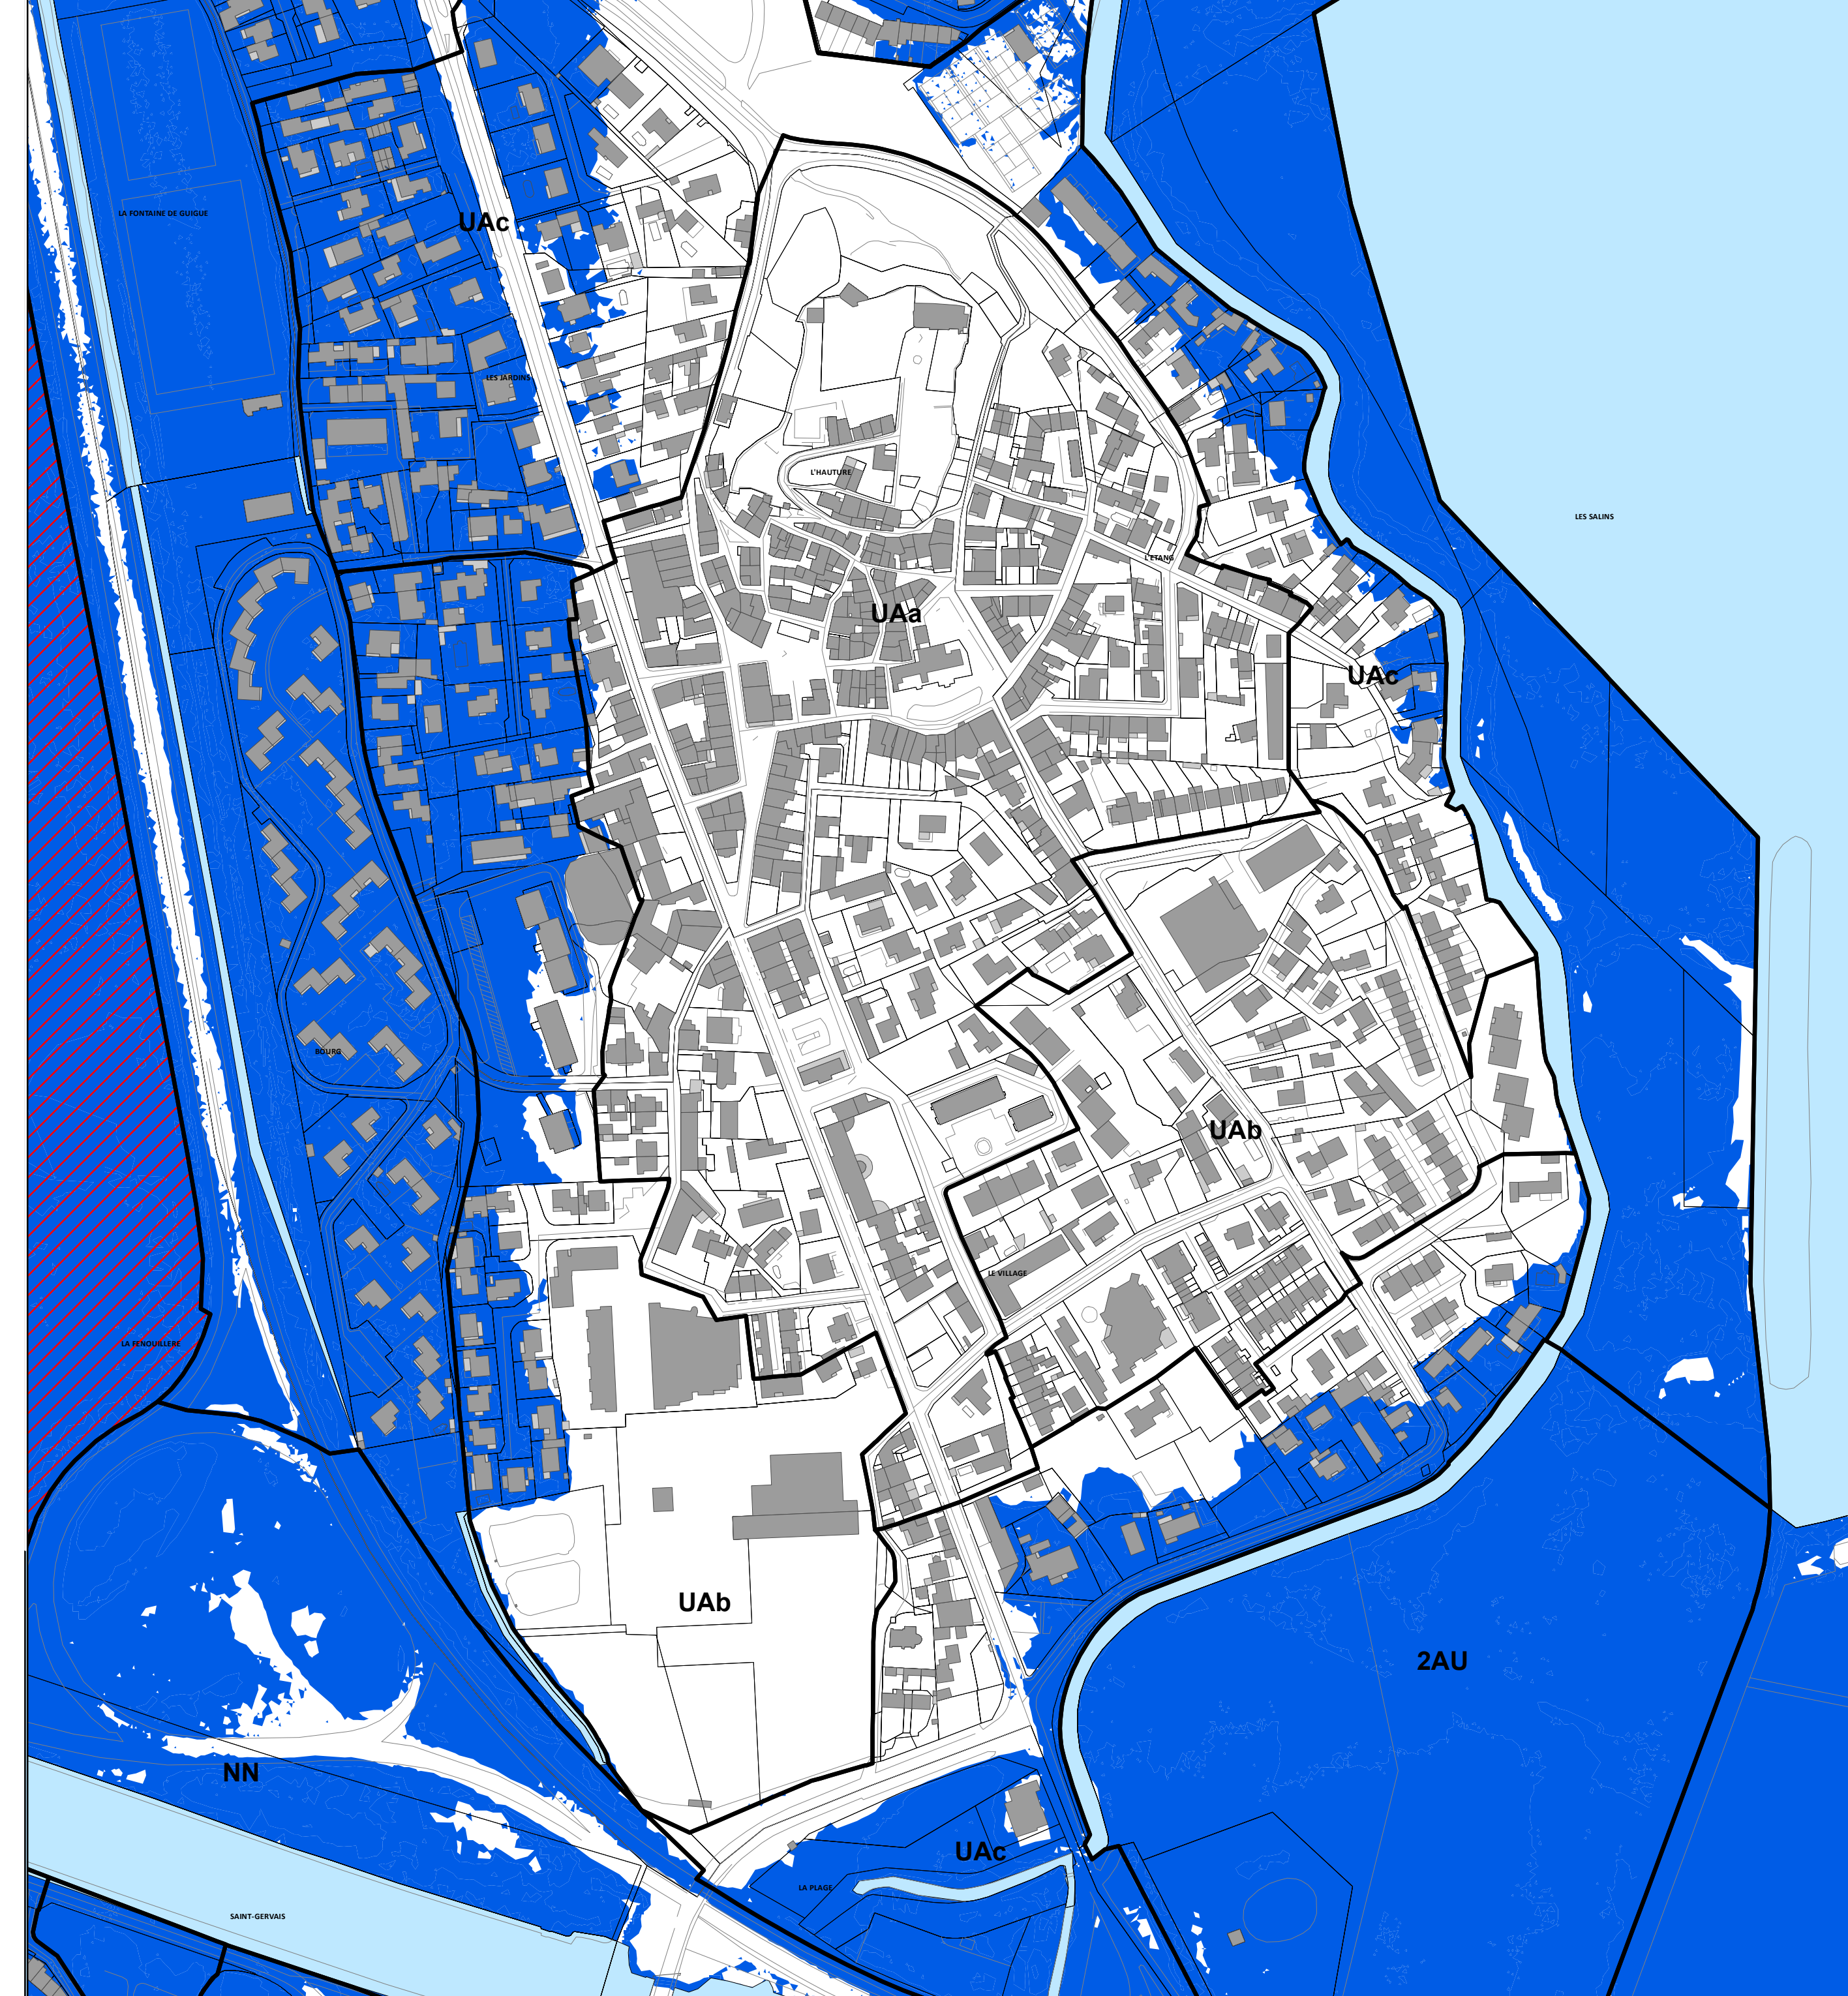 LA FONTAINE DE GUIGUE
UAc
LES JARDINS
L'HAUTURE
LES SALINS
L'ETANG
UAa
UAc
BOURG
UAb
LE VILLAGE
LA FENOUILLERE
UAb
2AU
NN
UAc
LA PLAGE
SAINT-GERVAIS